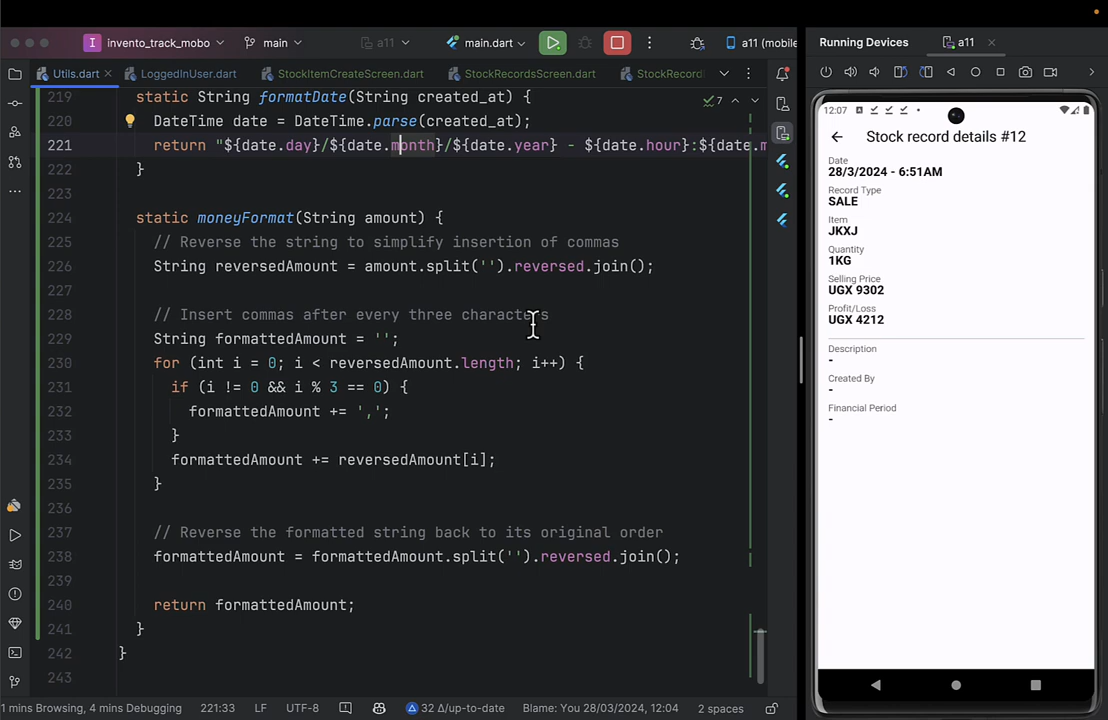 invento_track_mobo
main
a11
main.dart
a11 (mobile
Running Devices
a11
Utils.dart
LoggedInUser.dart
StockItemCreateScreen.dart
StockRecordsScreen.dart
StockRecord
219 static String formatDate(String created_at) {
7
220 DateTime date = DateTime.parse(created_at);
221 return "${date.day}/${date.month}/${date.year} - ${date.hour}:${date.m
222 }
223
224 static moneyFormat(String amount) {
225 // Reverse the string to simplify insertion of commas
226 String reversedAmount = amount.split('').reversed.join();
227
228 // Insert commas after every three characters
229 String formattedAmount = '';
230 for (int i = 0; i < reversedAmount.length; i++) {
231 if (i != 0 && i % 3 == 0) {
232 formattedAmount += ',';
233 }
234 formattedAmount += reversedAmount[i];
235 }
236
237 // Reverse the formatted string back to its original order
238 formattedAmount = formattedAmount.split('').reversed.join();
239
240 return formattedAmount;
241 }
242 }
243
12:07
Stock record details #12
Date
28/3/2024 - 6:51AM
Record Type
SALE
Item
JKXJ
Quantity
1KG
Selling Price
UGX 9302
Profit/Loss
UGX 4212
Description
-
Created By
-
Financial Period
-
1 mins Browsing, 4 mins Debugging
221:33
LF
UTF-8
32 Δ/up-to-date
Blame: You 28/03/2024, 12:04
2 spaces